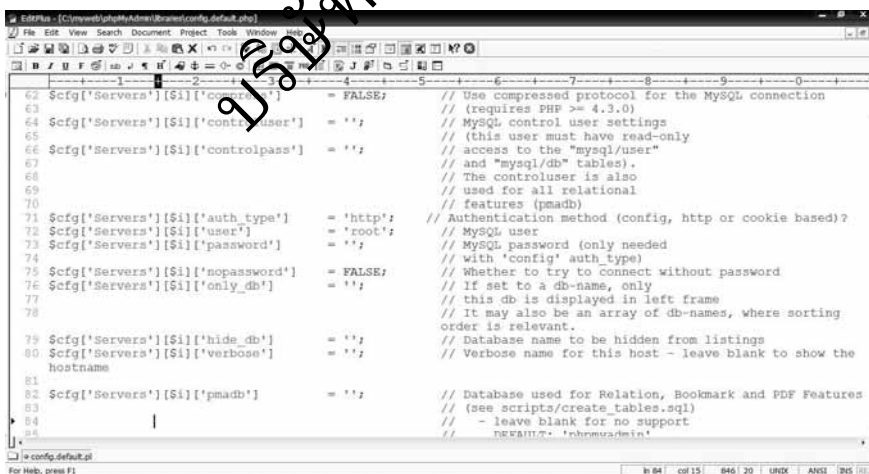 EditPlus - [C:\myweb\phpMyAdmin\libraries\config.default.php]
File Edit View Search Document Project Tools Window Help
62 $cfg['Servers'][$i]['compress'] = FALSE; // Use compressed protocol for the MySQL connection
63 // (requires PHP >= 4.3.0)
64 $cfg['Servers'][$i]['controluser'] = ''; // MySQL control user settings
65 // (this user must have read-only
66 $cfg['Servers'][$i]['controlpass'] = ''; // access to the "mysql/user"
67 // and "mysql/db" tables).
68 // The controluser is also
69 // used for all relational
70 // features (pmadb)
71 $cfg['Servers'][$i]['auth_type'] = 'http'; // Authentication method (config, http or cookie based)?
72 $cfg['Servers'][$i]['user'] = 'root'; // MySQL user
73 $cfg['Servers'][$i]['password'] = ''; // MySQL password (only needed
74 // with 'config' auth_type)
75 $cfg['Servers'][$i]['nopassword'] = FALSE; // Whether to try to connect without password
76 $cfg['Servers'][$i]['only_db'] = ''; // If set to a db-name, only
77 // this db is displayed in left frame
78 // It may also be an array of db-names, where sorting
order is relevant.
79 $cfg['Servers'][$i]['hide_db'] = ''; // Database name to be hidden from listings
80 $cfg['Servers'][$i]['verbose'] = ''; // Verbose name for this host - leave blank to show the
hostname
81
82 $cfg['Servers'][$i]['pmadb'] = ''; // Database used for Relation, Bookmark and PDF Features
83 // (see scripts/create_tables.sql)
84 // - leave blank for no support
85 // DEFAULT: 'phpmyadmin'
config.default.pl
For Help, press F1 ln 84 col 15 846 20 UNIX ANSI INS